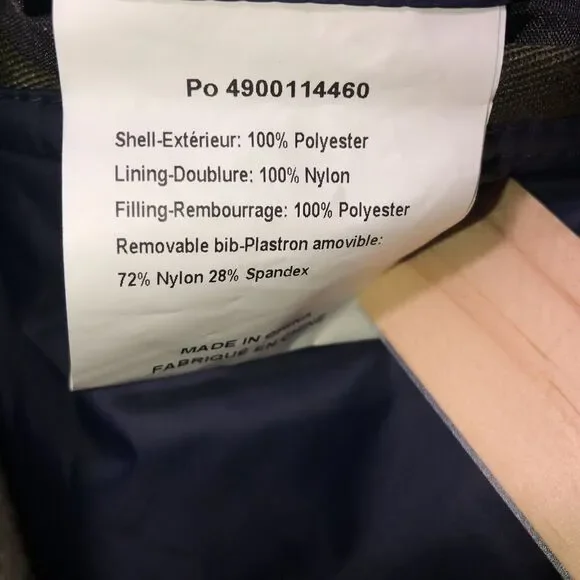 Po 4900114460
Shell-Extérieur: 100% Polyester
Lining-Doublure: 100% Nylon
Filling-Rembourrage: 100% Polyester
Removable bib-Plastron amovible:
72% Nylon 28% Spandex
MADE IN CHINA
FABRIQUE EN CHINE